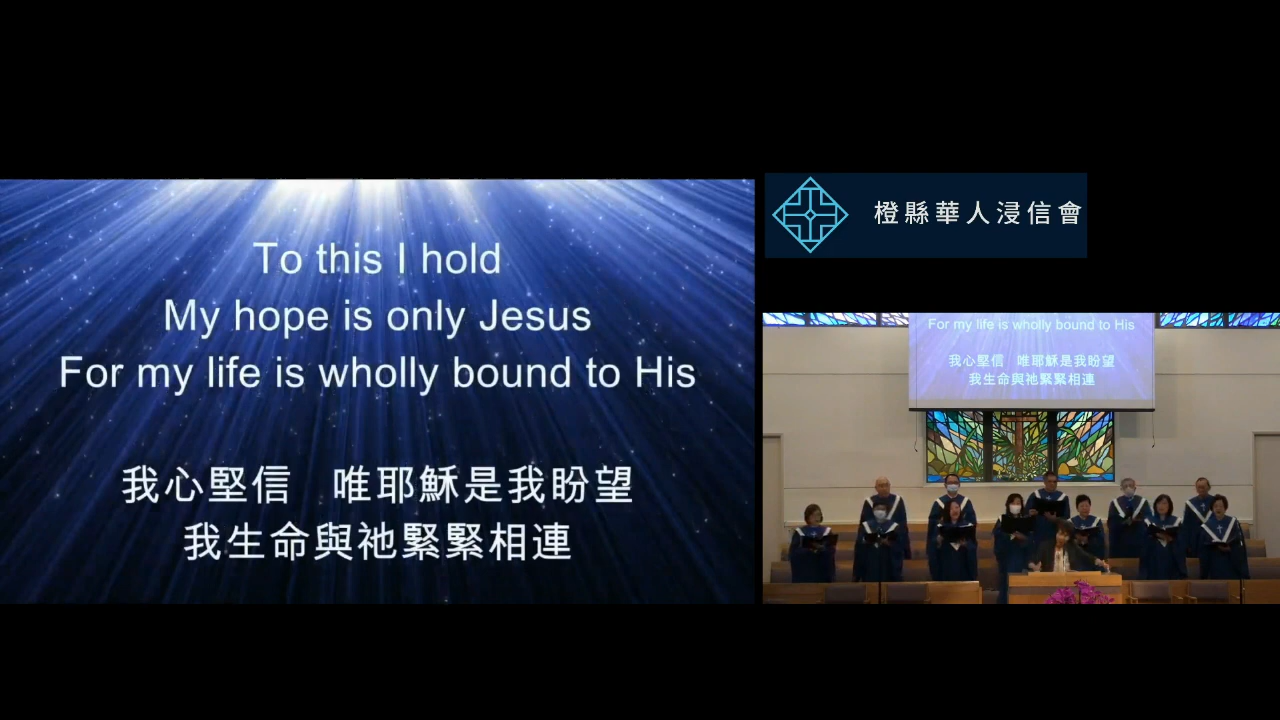 To this I hold
My hope is only Jesus
For my life is wholly bound to His
我心堅信 唯耶穌是我盼望
我生命與祂緊緊相連
橙縣華人浸信會
For my life is wholly bound to His
我心堅信 唯耶穌是我盼望
我生命與祂緊緊相連